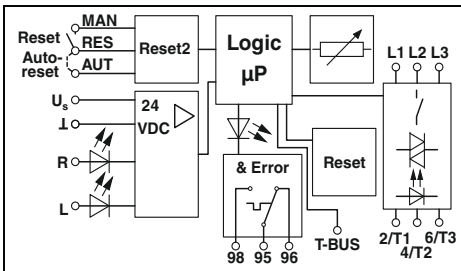 MAN
Reset
RES
Reset2
Auto-
reset
AUT
Logic
µP
L1 L2 L3
Us
24
VDC
⊥
R
L
& Error
Reset
98 95 96
T-BUS
2/T1
4/T2
6/T3